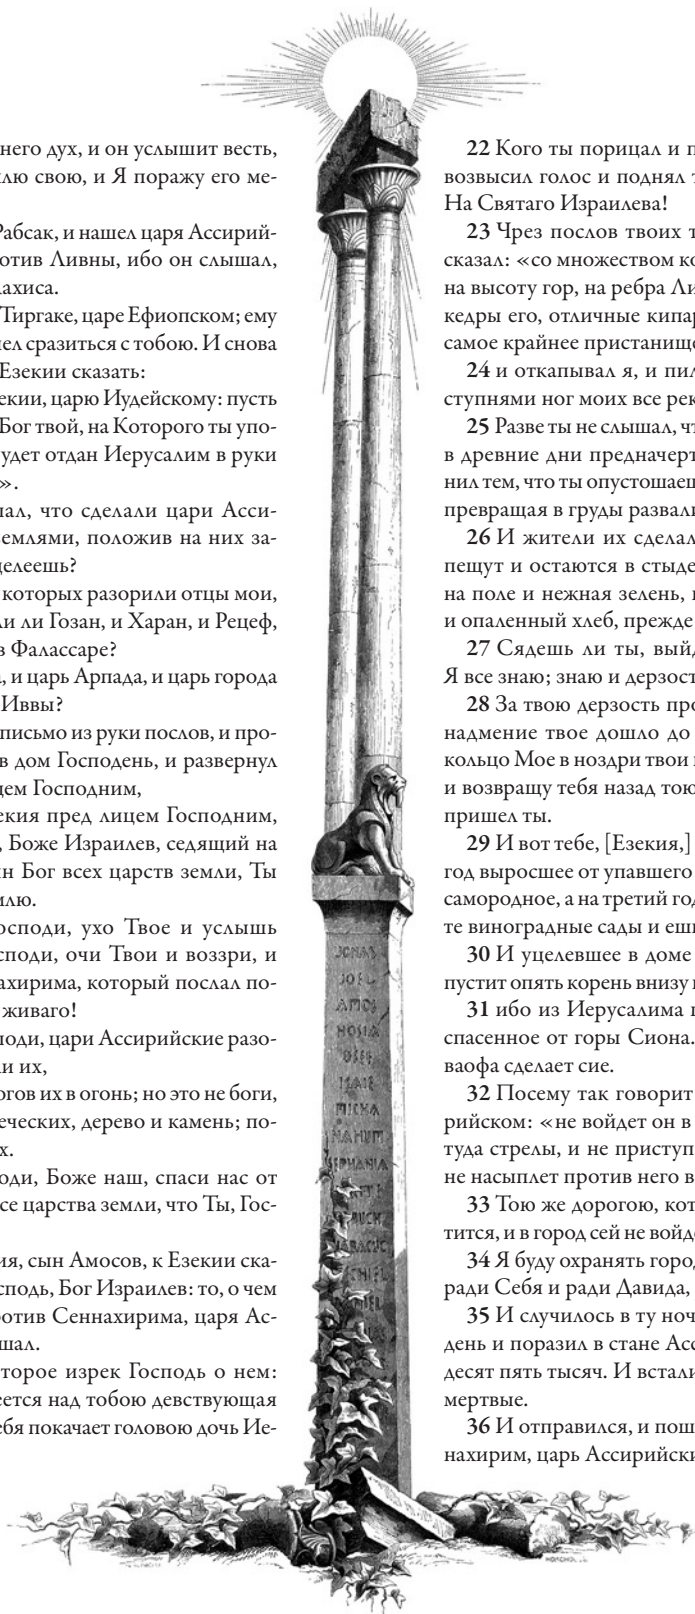 него дух, и он услышит весть,
лю свою, и Я поражу его ме-
Рабсак, и нашел царя Ассирий-
отив Ливны, ибо он слышал,
ахиса.
Тиргаке, царе Ефиопском; ему
ел сразиться с тобою. И снова
Езекии сказать:
екии, царю Иудейскому: пусть
Бог твой, на Которого ты упо-
удет отдан Иерусалим в руки
».
ал, что сделали цари Асси-
емлями, положив на них за-
целеешь?
которых разорили отцы мои,
ли ли Гозан, и Харан, и Рецеф,
в Фалассаре?
, и царь Арпада, и царь города
Иввы?
письмо из руки послов, и про-
в дом Господень, и развернул
цем Господним,
екия пред лицем Господним,
, Боже Израилев, седящий на
н Бог всех царств земли, Ты
млю.
осподи, ухо Твое и услышь
споди, очи Твои и воззри, и
ахирима, который послал по-
живаго!
поди, цари Ассирийские разо-
и их,
огов их в огонь; но это не боги,
еческих, дерево и камень; по-
х.
оди, Боже наш, спаси нас от
се царства земли, что Ты, Гос-
ия, сын Амосов, к Езекии ска-
сподь, Бог Израилев: то, о чем
отив Сеннахирима, царя Ас-
шал.
торое изрек Господь о нем:
еется над тобою девствующая
ебя покачает головою дочь Ие-
JONAS
JOEL
AMOS
HOSIA
OSEE
ISAIE
MICHA
NAHUM
SEPHANIA
22 Кого ты порицал и п
возвысил голос и поднял т
На Святаго Израилева!
23 Чрез послов твоих т
сказал: «со множеством ко
на высоту гор, на ребра Ли
кедры его, отличные кипар
самое крайнее пристанище
24 и откапывал я, и пил
ступнями ног моих все рек
25 Разве ты не слышал, чт
в древние дни предначерт
нил тем, что ты опустошаеш
превращая в груды развали
26 И жители их сделал
пещут и остаются в стыде
на поле и нежная зелень,
и опаленный хлеб, прежде
27 Сядешь ли ты, выйд
Я все знаю; знаю и дерзост
28 За твою дерзость про
надмение твое дошло до
кольцо Мое в ноздри твои
и возвращу тебя назад тою
пришел ты.
29 И вот тебе, [Езекия,]
год выросшее от упавшего
самородное, а на третий год
те виноградные сады и еши
30 И уцелевшее в доме
пустит опять корень внизу
31 ибо из Иерусалима п
спасенное от горы Сиона.
ваофа сделает сие.
32 Посему так говорит
рийском: «не войдет он в
туда стрелы, и не приступ
не насыплет против него в
33 Тою же дорогою, кот
тится, и в город сей не войде
34 Я буду охранять город
ради Себя и ради Давида,
35 И случилось в ту ноч
день и поразил в стане Асс
десят пять тысяч. И встали
мертвые.
36 И отправился, и пош
нахирим, царь Ассирийски